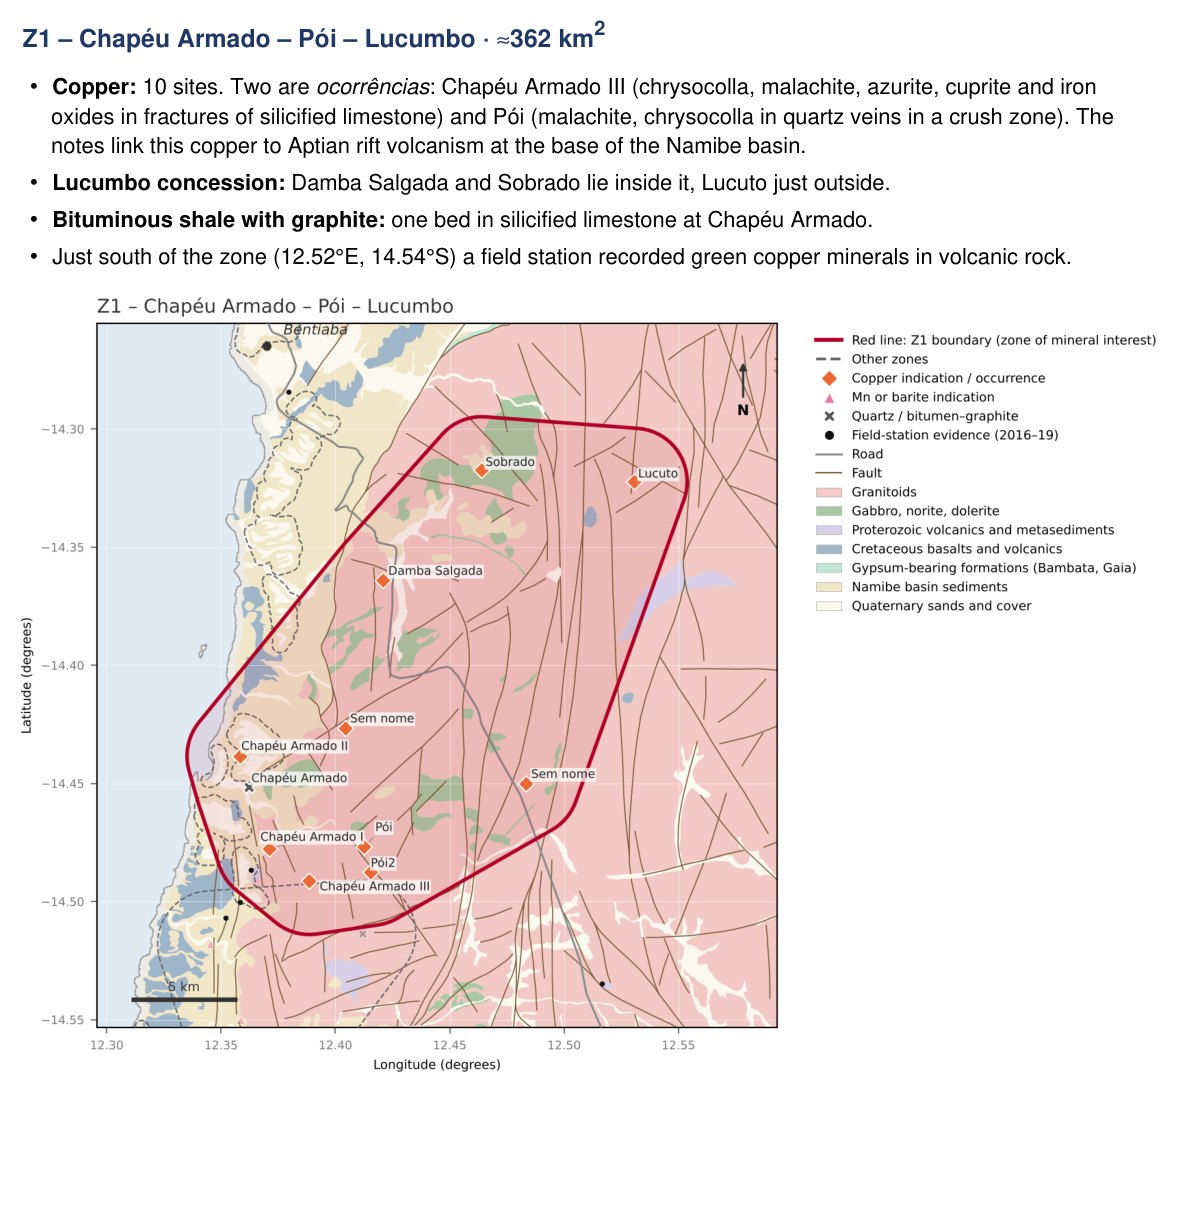 Z1 – Chapéu Armado – Pói – Lucumbo · ≈362 km2
• Copper: 10 sites. Two are ocorrências: Chapéu Armado III (chrysocolla, malachite, azurite, cuprite and iron
oxides in fractures of silicified limestone) and Pói (malachite, chrysocolla in quartz veins in a crush zone). The
notes link this copper to Aptian rift volcanism at the base of the Namibe basin.
• Lucumbo concession: Damba Salgada and Sobrado lie inside it, Lucuto just outside.
• Bituminous shale with graphite: one bed in silicified limestone at Chapéu Armado.
• Just south of the zone (12.52°E, 14.54°S) a field station recorded green copper minerals in volcanic rock.
Z1 – Chapéu Armado – Pói – Lucumbo
Bentiaba
N
Sobrado
Lucuto
Damba Salgada
Sem nome
Chapéu Armado II
Chapéu Armado
Sem nome
Pói
Chapéu Armado I
Pói2
Chapéu Armado III
5 km
−14.30
−14.35
−14.40
−14.45
−14.50
−14.55
Latitude (degrees)
12.30
12.35
12.40
12.45
12.50
12.55
Longitude (degrees)
Red line: Z1 boundary (zone of mineral interest)
Other zones
Copper indication / occurrence
Mn or barite indication
Quartz / bitumen–graphite
Field-station evidence (2016–19)
Road
Fault
Granitoids
Gabbro, norite, dolerite
Proterozoic volcanics and metasediments
Cretaceous basalts and volcanics
Gypsum-bearing formations (Bambata, Gaia)
Namibe basin sediments
Quaternary sands and cover